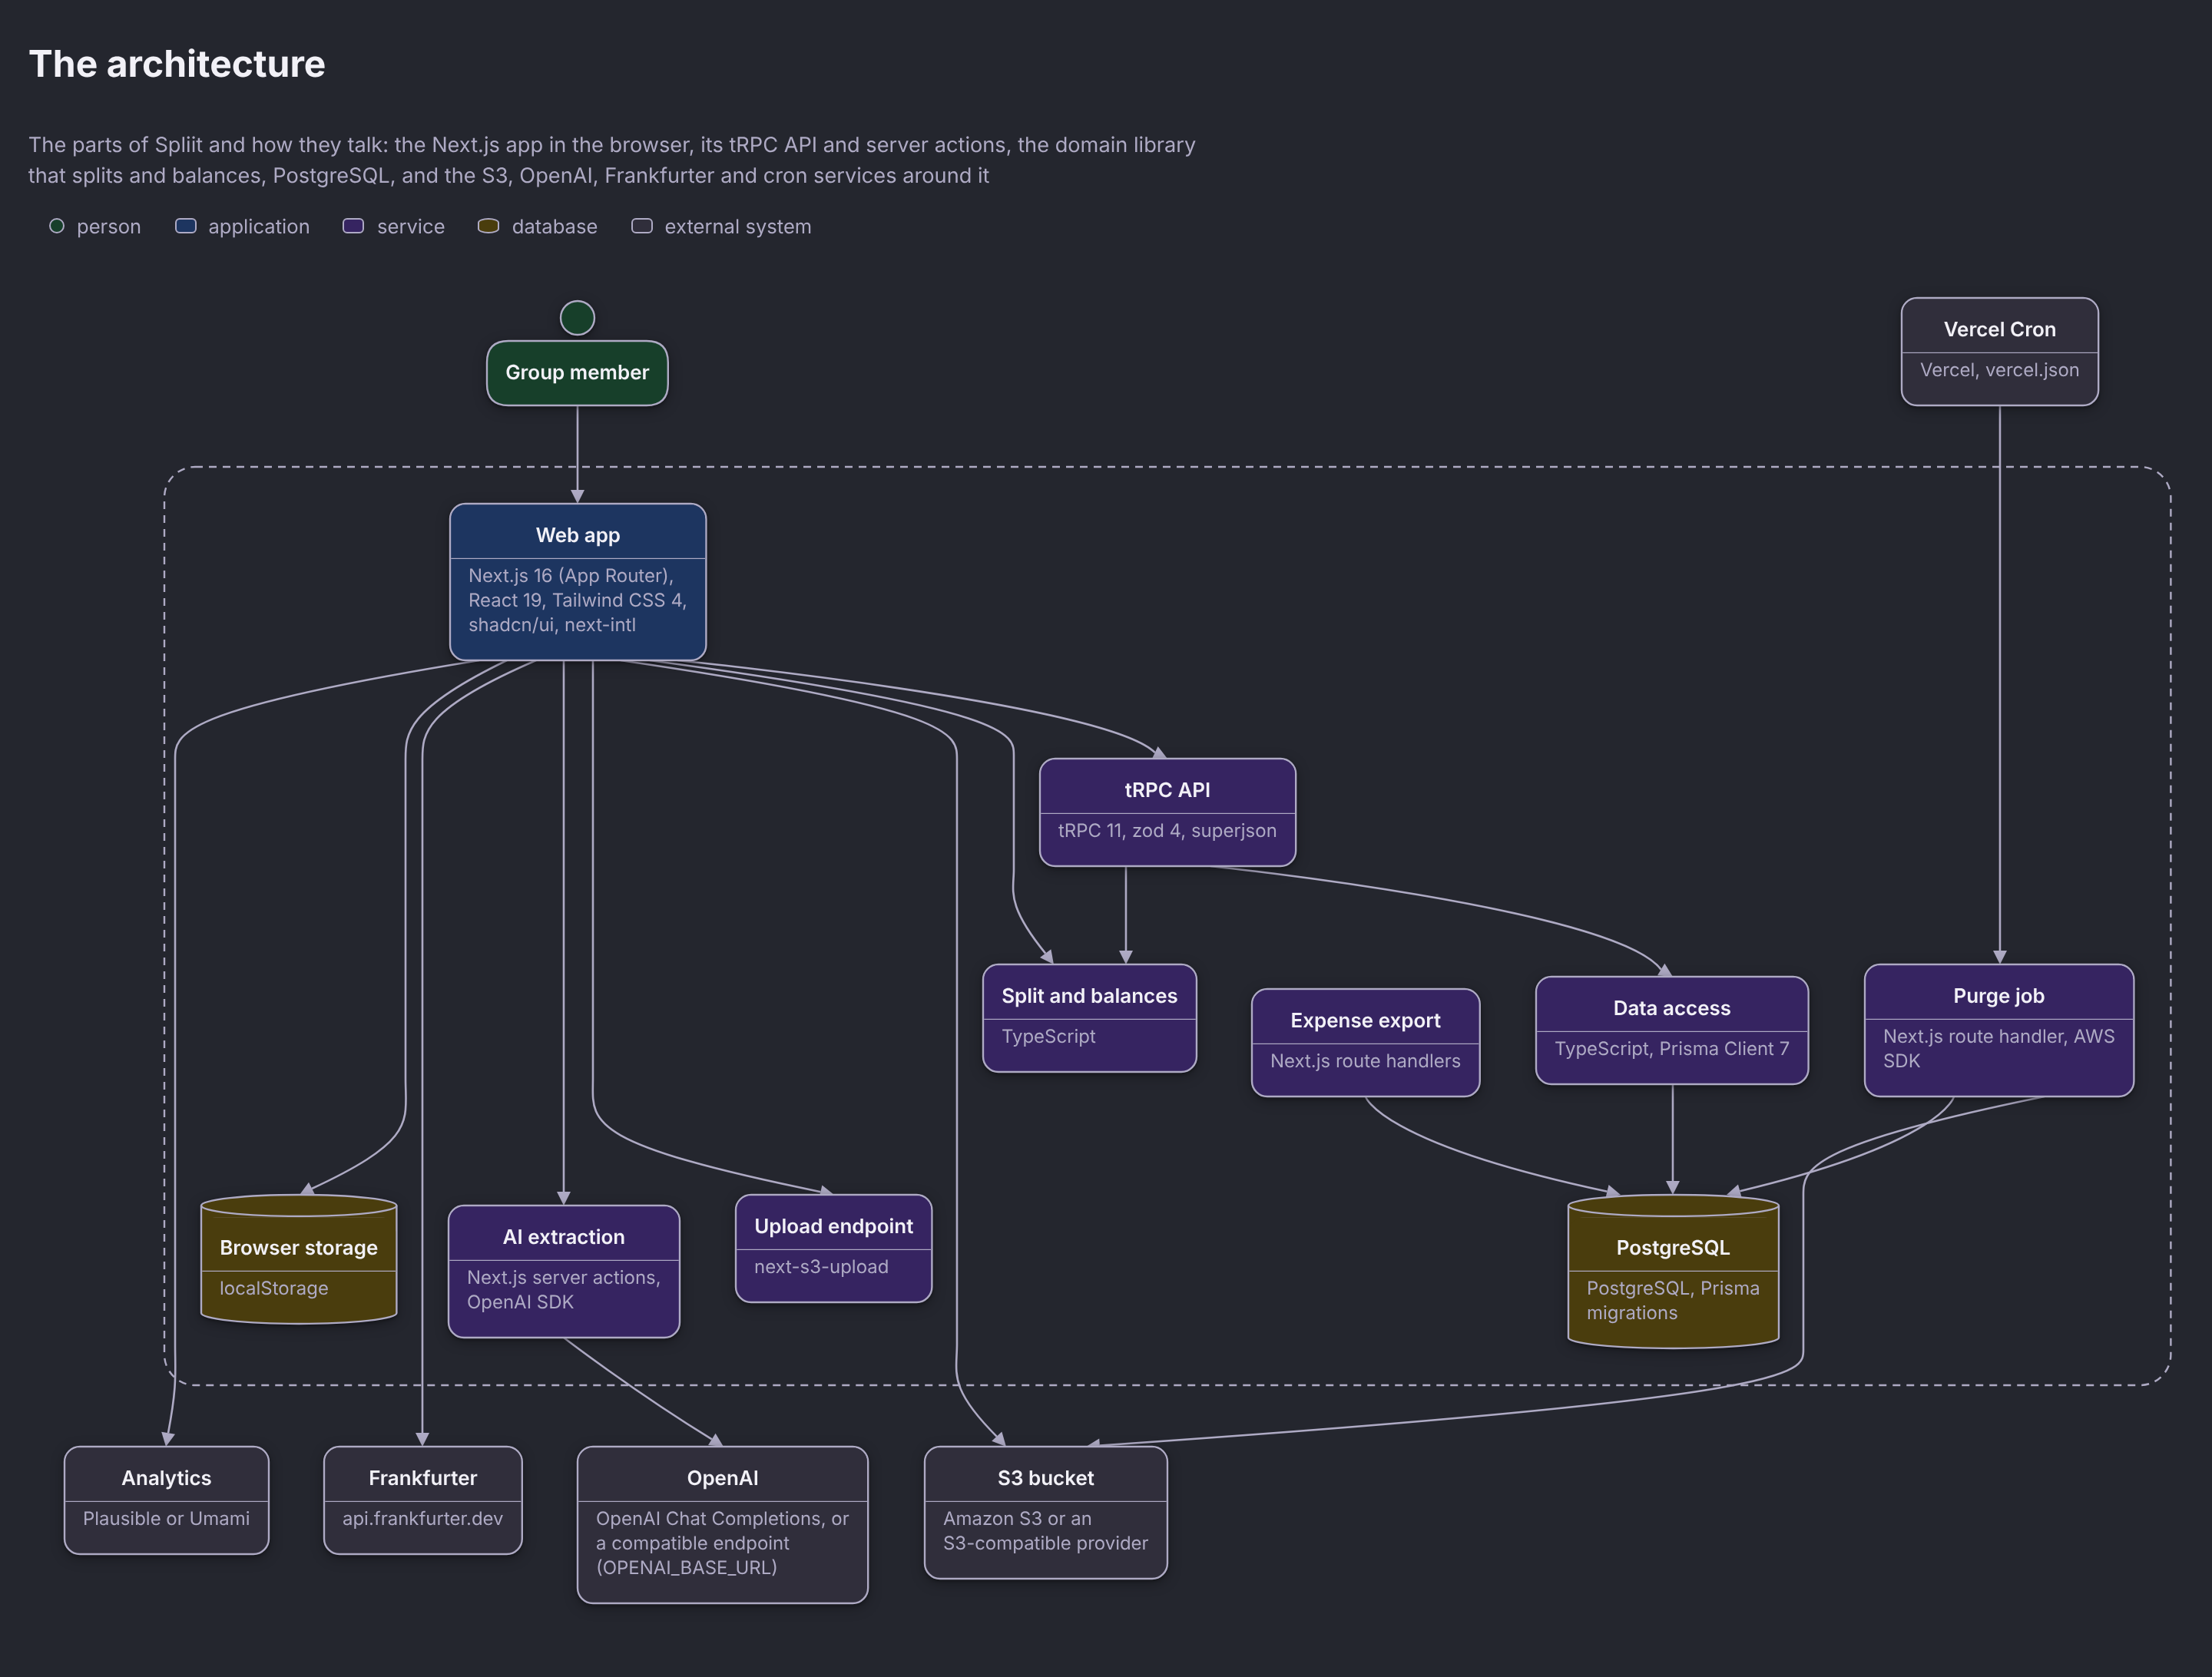 The architecture
The parts of Spliit and how they talk: the Next.js app in the browser, its tRPC API and server actions, the domain library
that splits and balances, PostgreSQL, and the S3, OpenAI, Frankfurter and cron services around it
person
application
service
database
external system
Group member
Vercel Cron
Vercel, vercel.json
Web app
Next.js 16 (App Router),
React 19, Tailwind CSS 4,
shadcn/ui, next-intl
tRPC API
tRPC 11, zod 4, superjson
Split and balances
TypeScript
Expense export
Next.js route handlers
Data access
TypeScript, Prisma Client 7
Purge job
Next.js route handler, AWS
SDK
Browser storage
localStorage
AI extraction
Next.js server actions,
OpenAI SDK
Upload endpoint
next-s3-upload
PostgreSQL
PostgreSQL, Prisma
migrations
Analytics
Plausible or Umami
Frankfurter
api.frankfurter.dev
OpenAI
OpenAI Chat Completions, or
a compatible endpoint
(OPENAI_BASE_URL)
S3 bucket
Amazon S3 or an
S3-compatible provider